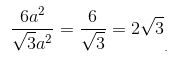 6a²/√3a² = 6/√3 = 2√3